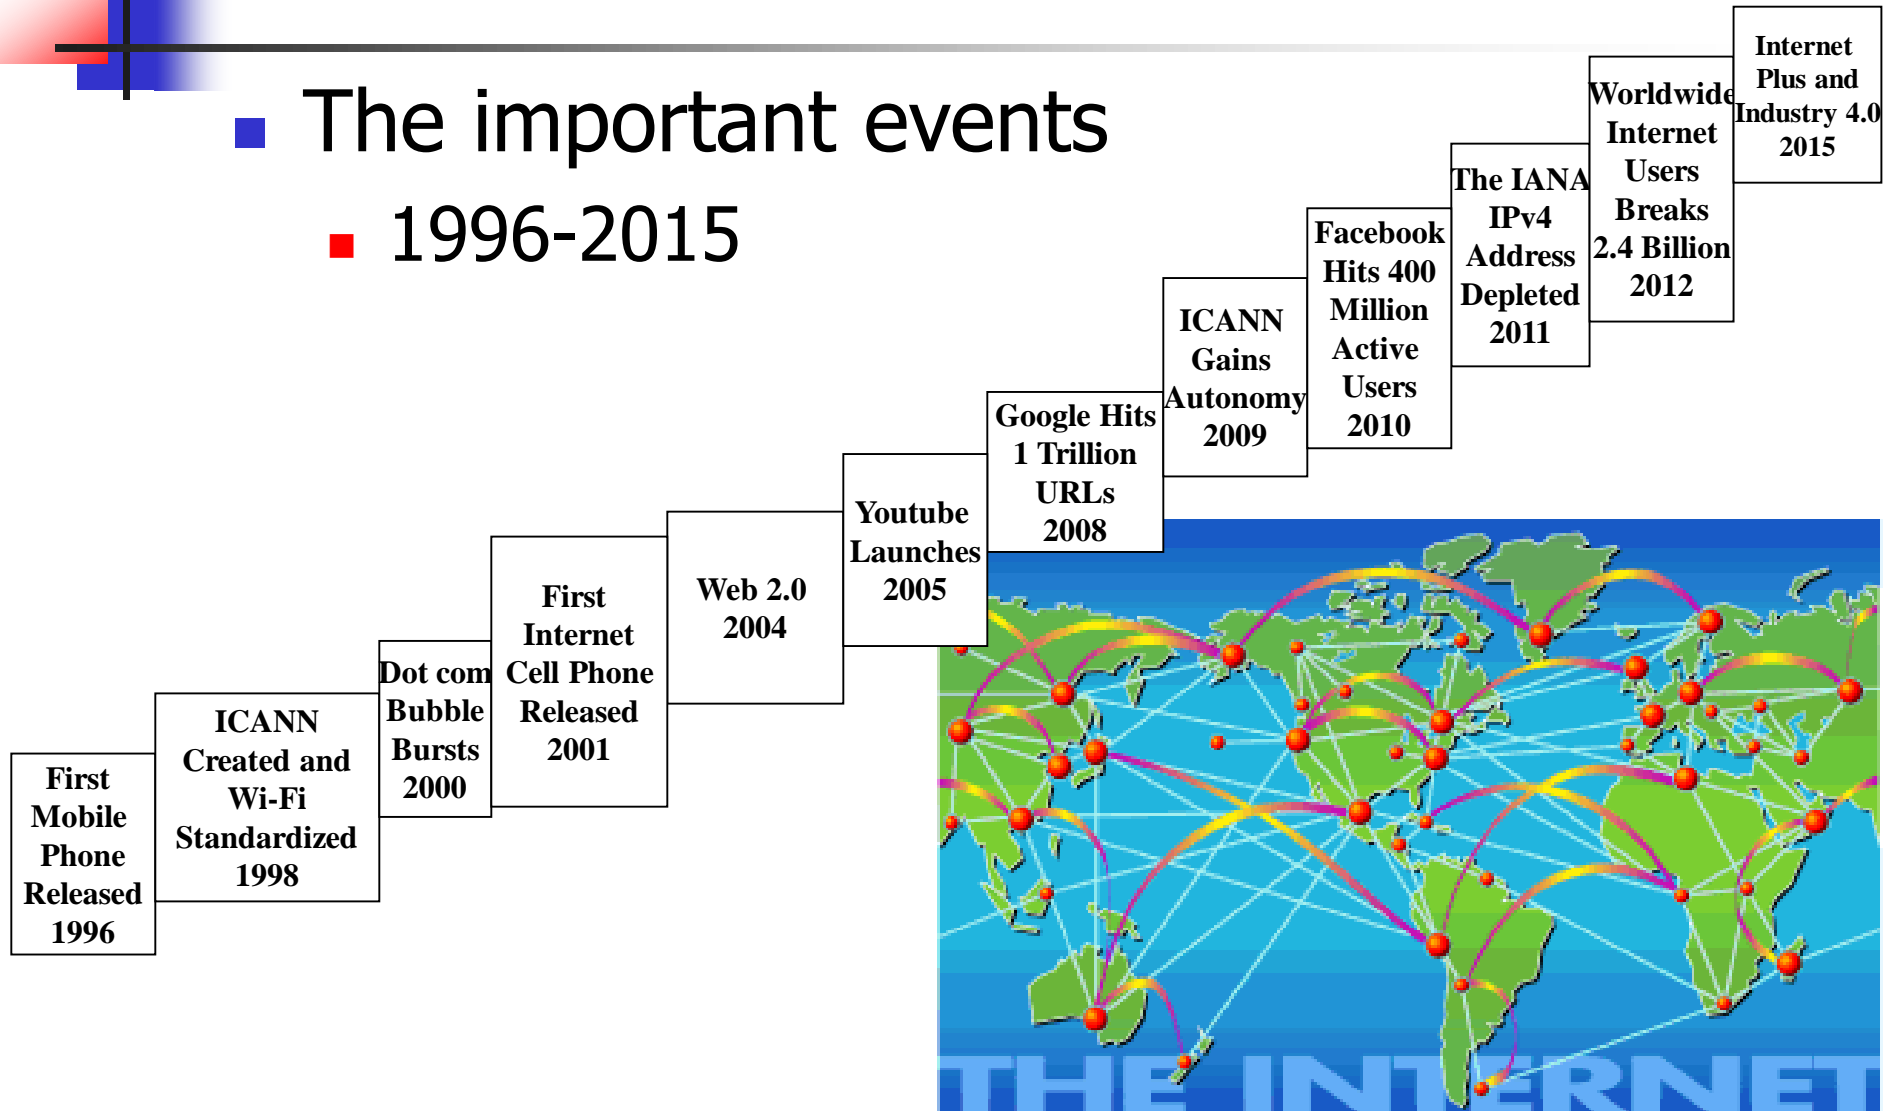 The important events
1996-2015
First
Mobile
Phone
Released
1996
ICANN
Created and
Wi-Fi
Standardized
1998
Dot com
Bubble
Bursts
2000
First
Internet
Cell Phone
Released
2001
Web 2.0
2004
Youtube
Launches
2005
Google Hits
1 Trillion
URLs
2008
ICANN
Gains
Autonomy
2009
Facebook
Hits 400
Million
Active
Users
2010
The IANA
IPv4
Address
Depleted
2011
Worldwide
Internet
Users
Breaks
2.4 Billion
2012
Internet
Plus and
Industry 4.0
2015
THE INTERNET